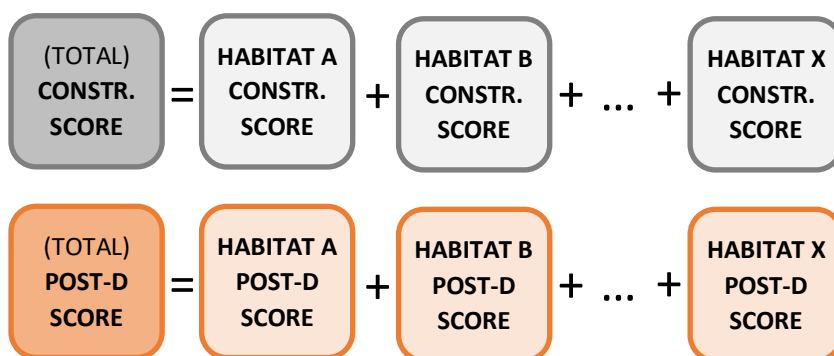 (TOTAL)
CONSTR.
SCORE
=
HABITAT A
CONSTR.
SCORE
+
HABITAT B
CONSTR.
SCORE
+ ... +
HABITAT X
CONSTR.
SCORE
(TOTAL)
POST-D
SCORE
=
HABITAT A
POST-D
SCORE
+
HABITAT B
POST-D
SCORE
+ ... +
HABITAT X
POST-D
SCORE